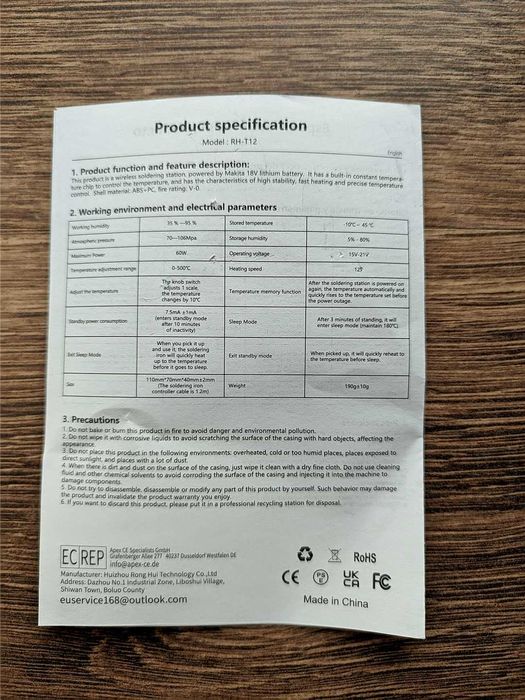 Product specification
Model : RH-T12
English
1. Product function and feature description:
This product is a wireless soldering station, powered by Makita 18V lithium battery. It has a built-in constant tempera-
ture chip to control the temperature, and has the characteristics of high stability, fast heating and precise temperature
control. Shell material: ABS+PC, fire rating: V-0.
2. Working environment and electrical parameters
Working humidity 35 % —95 % Stored temperature -10℃ - 45℃
Atmospheric pressure 70—106Mpa Storage humidity 5% - 80%
Maximum Power 60W Operating voltage 15V-21V
Temperature adjustment range 0-500℃ Heating speed
Adjust the temperature
The knob switch
adjusts 1 scale,
the temperature
changes by 10℃
Temperature memory function
After the soldering station is powered on
again, the temperature automatically and
quickly rises to the temperature set before
the power outage.
Standby power consumption
7.5mA ±1mA
(enters standby mode
after 10 minutes
of inactivity)
Sleep Mode
After 3 minutes of standing, it will
enter sleep mode (maintain 180℃)
Exit Sleep Mode
When you pick it up
and use it, the soldering
iron will quickly heat
up to the temperature
before it goes to sleep.
Exit standby mode
When picked up, it will quickly reheat to
the temperature before sleep.
Size
110mm*70mm*40mm±2mm
(The soldering iron
controller cable is 1.2m)
Weight 190g±10g
3. Precautions
1. Do not bake or burn this product in fire to avoid danger and environmental pollution.
2. Do not wipe it with corrosive liquids to avoid scratching the surface of the casing with hard objects, affecting the
appearance.
3. Do not place this product in the following environments: overheated, cold or too humid places, places exposed to
direct sunlight, and places with a lot of dust.
4. When there is dirt and dust on the surface of the casing, just wipe it clean with a dry fine cloth. Do not use cleaning
fluid and other chemical solvents to avoid corroding the surface of the casing and injecting it into the machine to
damage components.
5. Do not try to disassemble, disassemble or modify any part of this product by yourself. Such behavior may damage
the product and invalidate the product warranty you enjoy.
6. If you want to discard this product, please put it in a professional recycling station for disposal.
EC REP
Apex CE Specialists GmbH
Grafenberger Allee 277 40237 Dusseldorf Westfalen DE
info@apex-ce.de
RoHS
Manufacturer: Huizhou Rong Hui Technology Co.,Ltd
Address: Dazhou No.1 Industrial Zone, Liboshui Village,
Shiwan Town, Boluo County
euservice168@outlook.com
CE PS E UK CA FC
Made in China